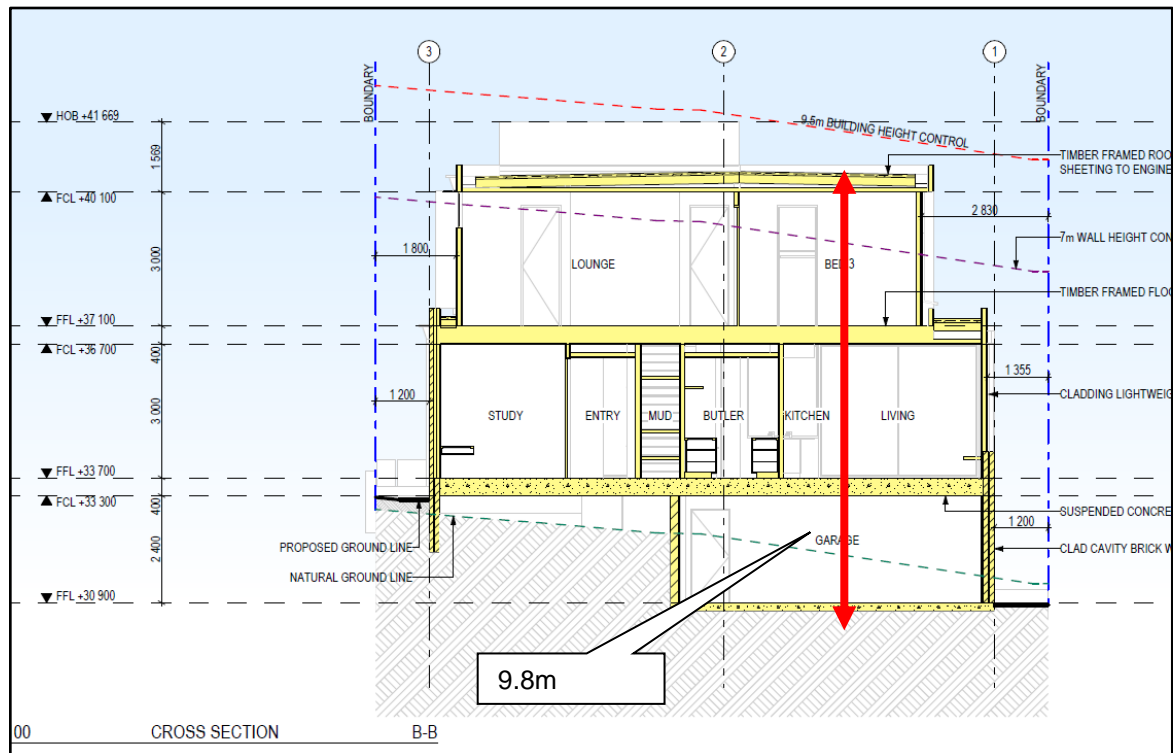 3
2
1
BOUNDARY
BOUNDARY
HOB +41 669
9.5m BUILDING HEIGHT CONTROL
1 569
TIMBER FRAMED ROO
SHEETING TO ENGINE
FCL +40 100
2 830
1 800
3 000
LOUNGE
BED 3
7m WALL HEIGHT CON
TIMBER FRAMED FLOO
FFL +37 100
400
FCL +36 700
1 355
1 200
3 000
STUDY
ENTRY
MUD
BUTLER
KITCHEN
LIVING
CLADDING LIGHTWEIG
FFL +33 700
400
FCL +33 300
SUSPENDED CONCRE
1 200
2 400
PROPOSED GROUND LINE
GARAGE
CLAD CAVITY BRICK W
NATURAL GROUND LINE
FFL +30 900
9.8m
00
CROSS SECTION
B-B